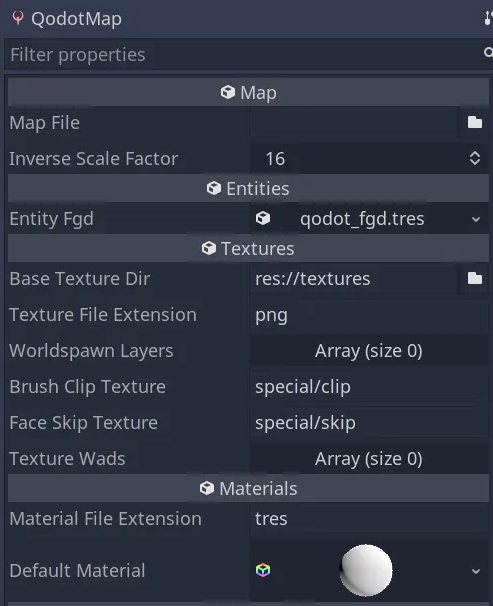 QodotMap
Filter properties
Map
Map File
Inverse Scale Factor 16
Entities
Entity Fgd qodot_fgd.tres
Textures
Base Texture Dir res://textures
Texture File Extension png
Worldspawn Layers Array (size 0)
Brush Clip Texture special/clip
Face Skip Texture special/skip
Texture Wads Array (size 0)
Materials
Material File Extension tres
Default Material